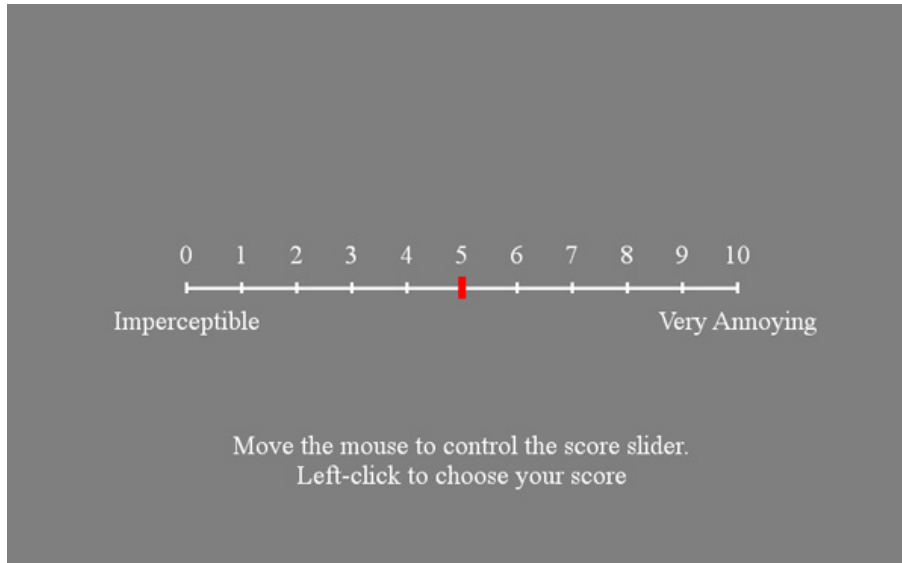 0 1 2 3 4 5 6 7 8 9 10
Imperceptible Very Annoying
Move the mouse to control the score slider.
Left-click to choose your score